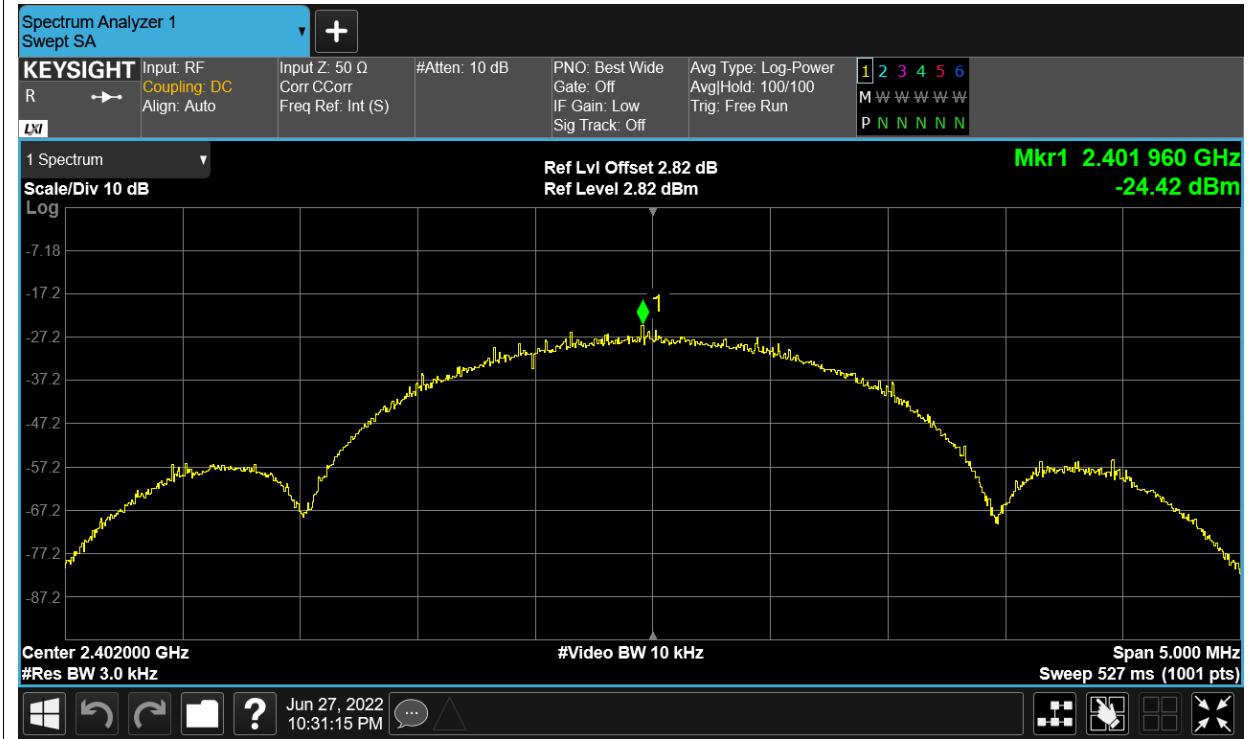 Spectrum Analyzer 1
Swept SA
+
KEYSIGHT
R
LXI
Input: RF
Coupling: DC
Align: Auto
Input Z: 50 Ω
Corr CCorr
Freq Ref: Int (S)
#Atten: 10 dB
PNO: Best Wide
Gate: Off
IF Gain: Low
Sig Track: Off
Avg Type: Log-Power
Avg|Hold: 100/100
Trig: Free Run
1 2 3 4 5 6
M W W W W W
P N N N N N
1 Spectrum
Scale/Div 10 dB
Log
Ref Lvl Offset 2.82 dB
Ref Level 2.82 dBm
Mkr1 2.401 960 GHz
-24.42 dBm
1
-7.18
-17.2
-27.2
-37.2
-47.2
-57.2
-67.2
-77.2
-87.2
Center 2.402000 GHz
#Res BW 3.0 kHz
#Video BW 10 kHz
Span 5.000 MHz
Sweep 527 ms (1001 pts)
?
Jun 27, 2022
10:31:15 PM